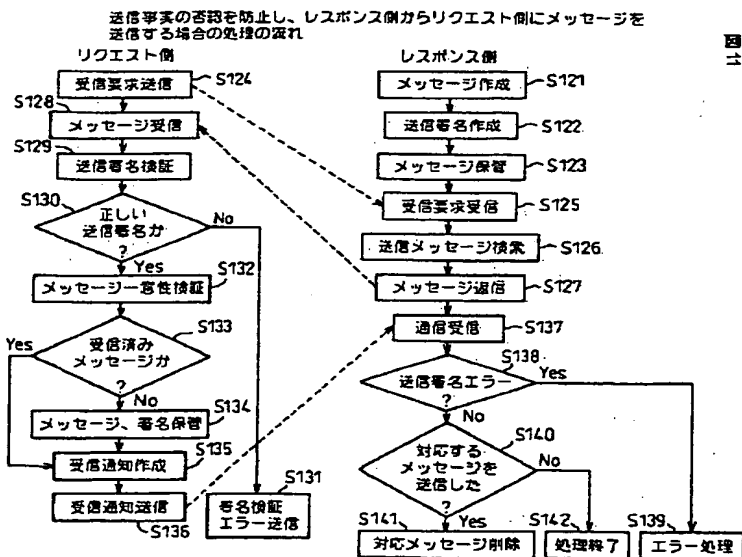 送信事実の否認を防止し、レスポンス側からリクエスト側にメッセージを
送信する場合の処理の流れ
図11
リクエスト側
受信要求送信
S124
S128
メッセージ受信
S129
送信署名検証
S130
正しい
送信署名か
?
No
Yes
S132
メッセージ一意性検証
S133
受信済み
メッセージか
?
Yes
No
S134
メッセージ、署名保管
S135
受信通知作成
受信通知送信
S136
S131
署名検証
エラー送信
レスポンス側
メッセージ作成
S121
送信署名作成
S122
メッセージ保管
S123
受信要求受信
S125
送信メッセージ検索
S126
メッセージ返信
S127
通信受信
S137
S138
送信署名エラー
?
Yes
No
S140
対応する
メッセージを
送信した
?
No
Yes
S141
対応メッセージ削除
S142
処理終了
S139
エラー処理